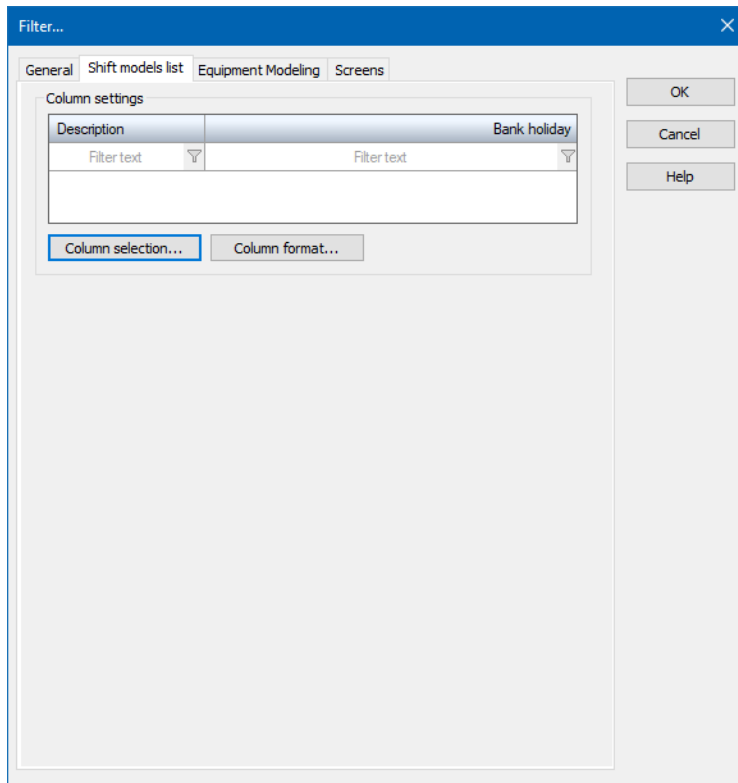 Filter...
General Shift models list Equipment Modeling Screens
Column settings
Description Bank holiday
Filter text Filter text
Column selection... Column format...
OK
Cancel
Help